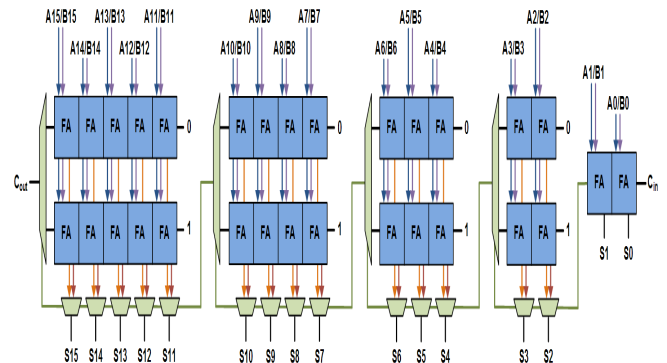 A15/B15 A13/B13 A11/B11 A9/B9 A7/B7 A5/B5 A2/B2
A14/B14 A12/B12 A10/B10 A8/B8 A6/B6 A4/B4 A3/B3
A1/B1
A0/B0
FA FA FA FA FA 0 FA FA FA FA 0 FA FA FA 0 FA FA 0
Cout FA FA Cin
FA FA FA FA FA 1 FA FA FA FA 1 FA FA FA 1 FA FA 1
S1 S0
S15 S14 S13 S12 S11 S10 S9 S8 S7 S6 S5 S4 S3 S2